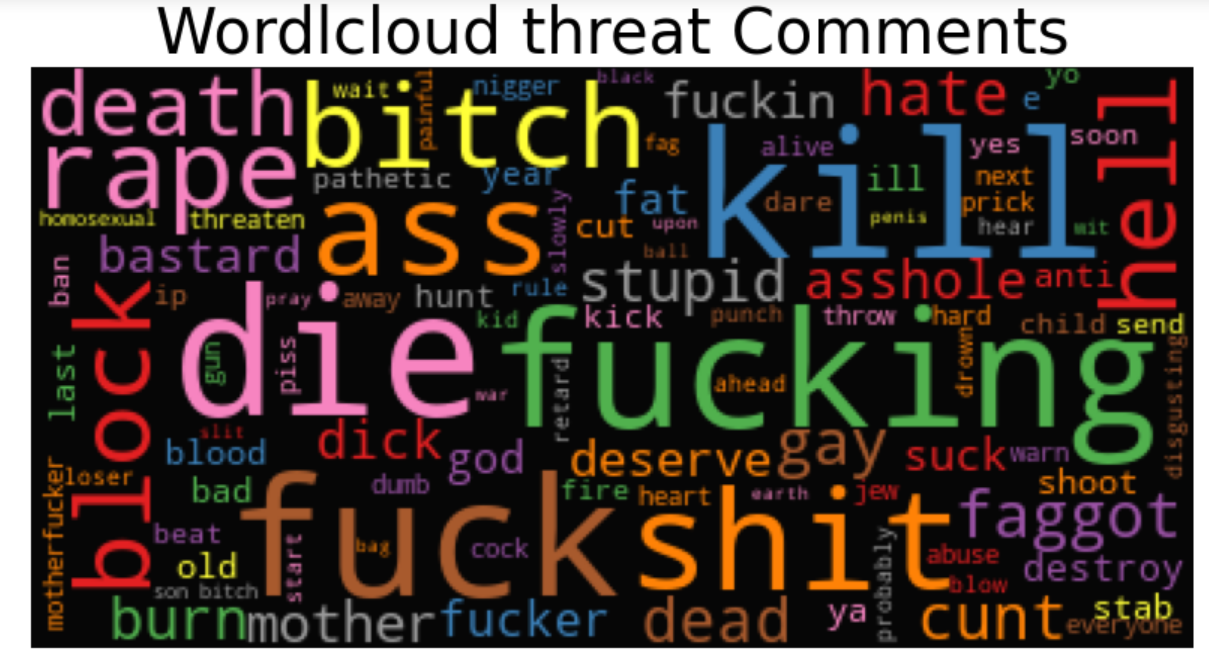 Wordlcloud threat Comments
death
wait
painful
nigger
black
fuckin
hate
e
yo
hell
bitch
rape
fag
alive
yes
soon
pathetic
year
fat
kill
ill
next
homosexual
threaten
ass
slowly
cut
upon
dare
penis
prick
hear
wit
bastard
ball
ban
ip
pray
away
hunt
rule
stupid
asshole
anti
block
die
kid
kick
punch
throw
hard
child
send
last
gun
piss
war
fucking
retard
ahead
drown
disgusting
slit
dick
blood
god
deserve
gay
suck
warn
loser
motherfucker
bad
dumb
fire
heart
earth
jew
shoot
fuck
shit
faggot
beat
bag
cock
abuse
old
start
probably
destroy
son bitch
blow
burn
mother
fucker
dead
ya
cunt
stab
everyone